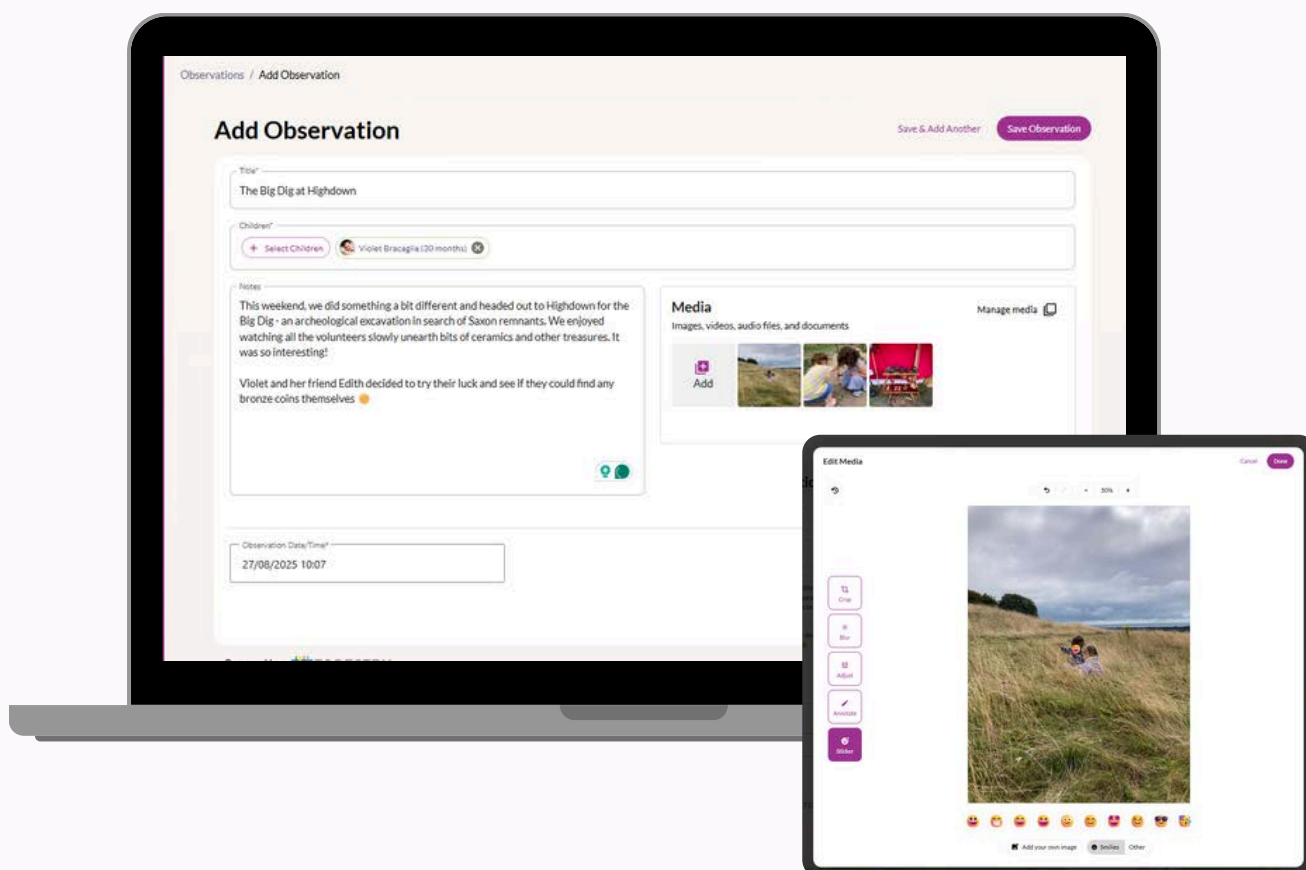 Observations / Add Observation
Add Observation
Save & Add Another
Save Observation
Title*
The Big Dig at Highdown
Children*
+ Select Children
Violet Bracaglia (30 months)
Notes
This weekend, we did something a bit different and headed out to Highdown for the
Big Dig - an archeological excavation in search of Saxon remnants. We enjoyed
watching all the volunteers slowly unearth bits of ceramics and other treasures. It
was so interesting!
Violet and her friend Edith decided to try their luck and see if they could find any
bronze coins themselves
Media
Manage media
Images, videos, audio files, and documents
Add
Observation Date/Time*
27/08/2025 10:07
Edit Media
Cancel
Done
- 50% +
Crop
Blur
Adjust
Annotate
Sticker
Add your own image
Smilies
Other